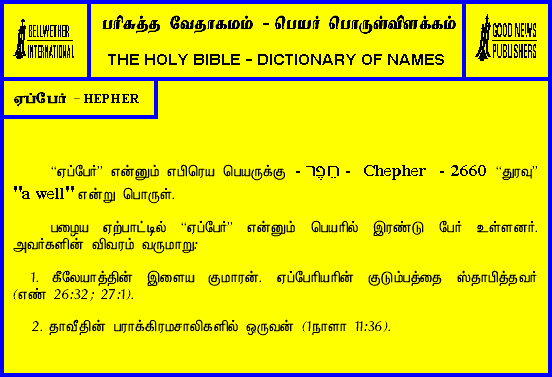 BELLWETHER
INTERNATIONAL
பரிசுத்த வேதாகமம் - பெயர் பொருள்விளக்கம்
THE HOLY BIBLE - DICTIONARY OF NAMES
GOOD NEWS
PUBLISHERS
ஏப்பேர் - HEPHER
“ஏப்பேர்” என்னும் எபிரெய பெயருக்கு - חֵפֶר - Chepher - 2660 “துரவு”
"a well" என்று பொருள்.
பழைய ஏற்பாட்டில் “ஏப்பேர்” என்னும் பெயரில் இரண்டு பேர் உள்ளனர்.
அவர்களின் விவரம் வருமாறு:
1. கீலேயாத்தின் இளைய குமாரன். ஏப்பேரியரின் குடும்பத்தை ஸ்தாபித்தவர்
(எண் 26:32; 27:1).
2. தாவீதின் பராக்கிரமசாலிகளில் ஒருவன் (1நாளா 11:36).